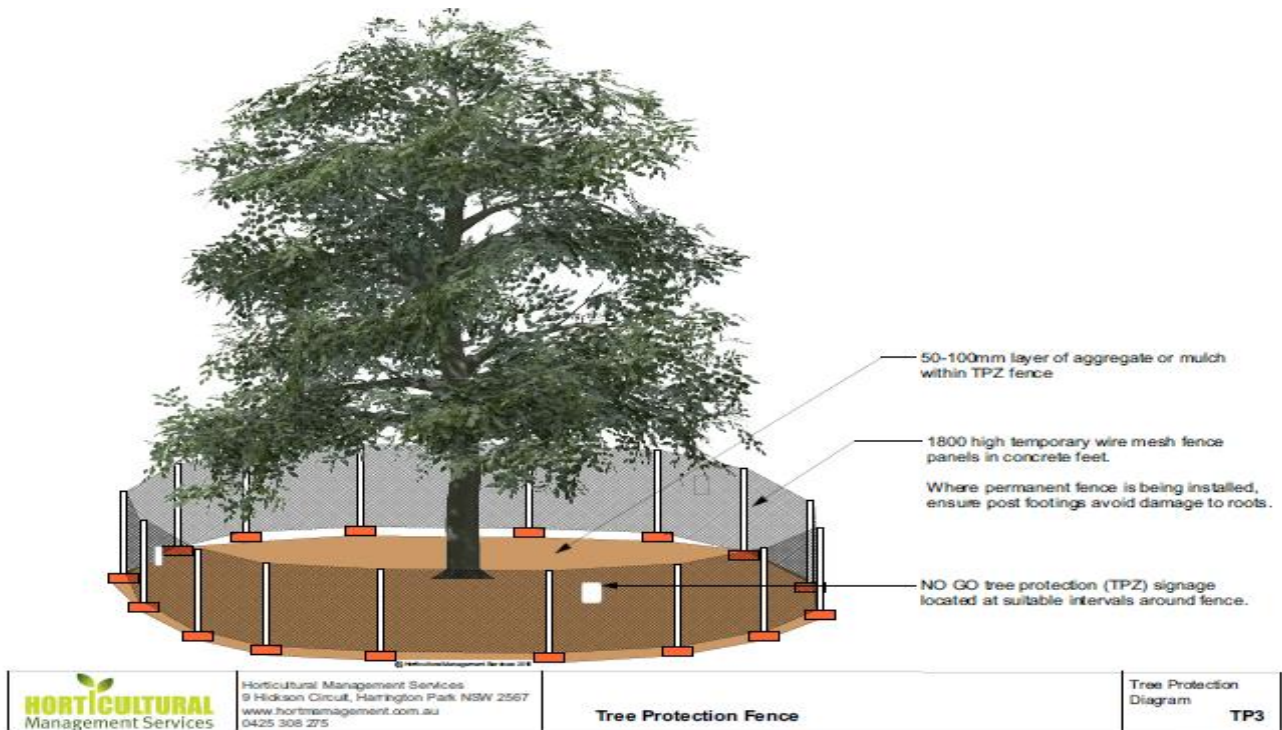 50-100mm layer of aggregate or mulch
within TPZ fence
1800 high temporary wire mesh fence
panels in concrete feet.
Where permanent fence is being installed,
ensure post footings avoid damage to roots.
NO GO tree protection (TPZ) signage
located at suitable intervals around fence.
Horticultural Management Services
HORTICULTURAL
Management Services
Horticultural Management Services
9 Hickson Circuit, Harrington Park NSW 2567
www.hortmanagement.com.au
0425 308 275
Tree Protection Fence
Tree Protection
Diagram
TP3